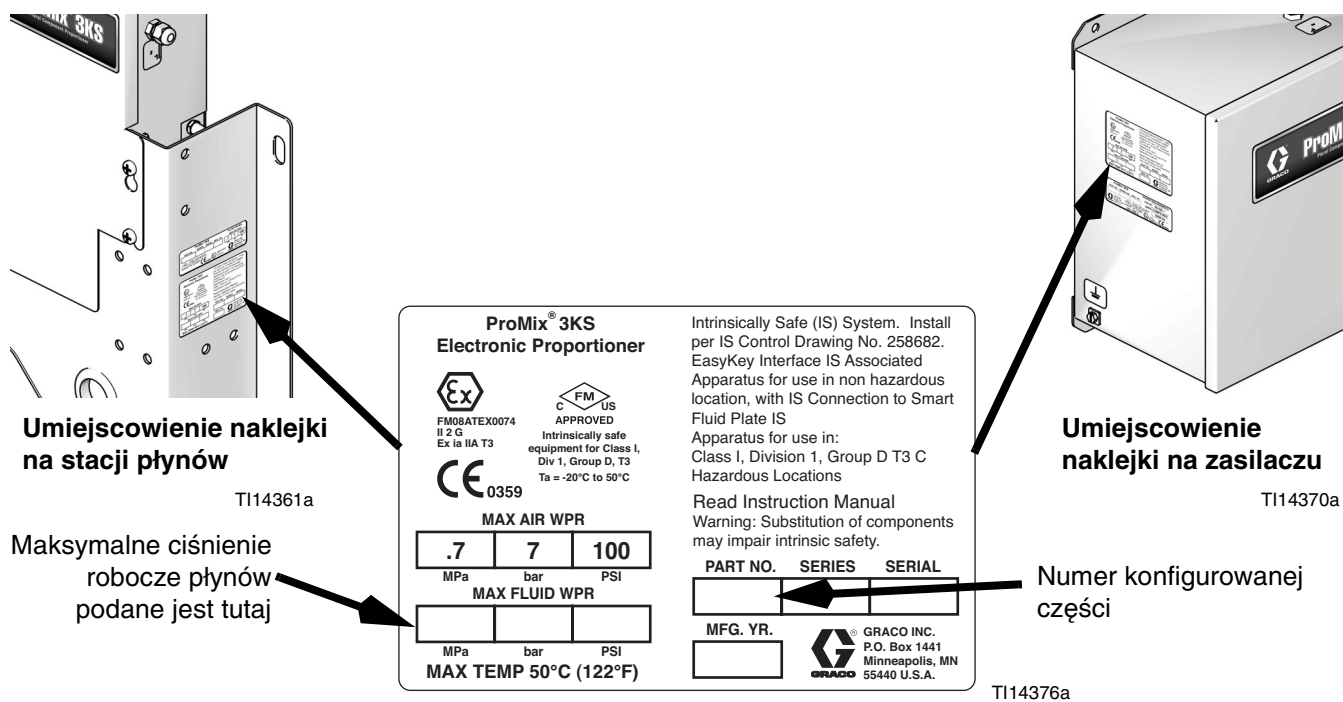 Mix 3KS
ProM
GRACO
Umiejscowienie naklejki
na stacji płynów
TI14361a
Maksymalne ciśnienie
robocze płynów
podane jest tutaj
ProMix® 3KS
Electronic Proportioner
Ex
FM08ATEX0074
II 2 G
Ex ia IIA T3
CE 0359
FM
C US
APPROVED
Intrinsically safe
equipment for Class I,
Div 1, Group D, T3
Ta = -20°C to 50°C
MAX AIR WPR
.7 7 100
MPa bar PSI
MAX FLUID WPR
MPa bar PSI
MAX TEMP 50°C (122°F)
Intrinsically Safe (IS) System. Install
per IS Control Drawing No. 258682.
EasyKey Interface IS Associated
Apparatus for use in non hazardous
location, with IS Connection to Smart
Fluid Plate IS
Apparatus for use in:
Class I, Division 1, Group D T3 C
Hazardous Locations
Read Instruction Manual
Warning: Substitution of components
may impair intrinsic safety.
PART NO. SERIES SERIAL
MFG. YR.
GRACO
®
GRACO INC.
P.O. Box 1441
Minneapolis, MN
55440 U.S.A.
TI14376a
Umiejscowienie
naklejki na zasilaczu
TI14370a
Numer konfigurowanej
części